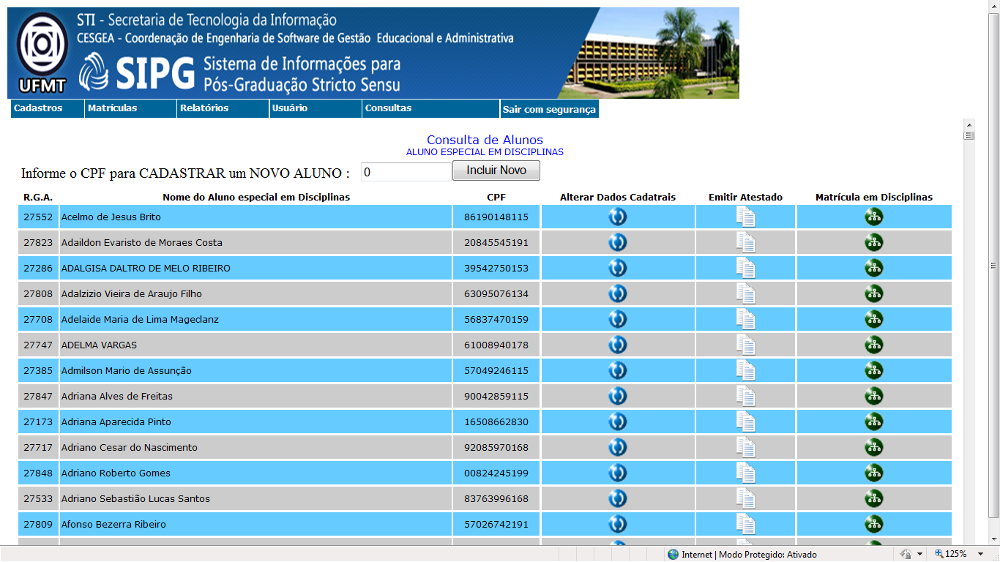 STI - Secretaria de Tecnologia da Informação
CESGEA - Coordenação de Engenharia de Software de Gestão Educacional e Administrativa
UFMT
SIPG
Sistema de Informações para
Pós-Graduação Stricto Sensu
Cadastros Matrículas Relatórios Usuário Consultas Sair com segurança
Consulta de Alunos
ALUNO ESPECIAL EM DISCIPLINAS
Informe o CPF para CADASTRAR um NOVO ALUNO : 0 Incluir Novo
R.G.A. Nome do Aluno especial em Disciplinas CPF Alterar Dados Cadatrais Emitir Atestado Matrícula em Disciplinas
27552 Acelmo de Jesus Brito 86190148115
27823 Adaildon Evaristo de Moraes Costa 20845545191
27286 ADALGISA DALTRO DE MELO RIBEIRO 39542750153
27808 Adalzizio Vieira de Araujo Filho 63095076134
27708 Adelaide Maria de Lima Mageclanz 56837470159
27747 ADELMA VARGAS 61008940178
27385 Admilson Mario de Assunção 57049246115
27847 Adriana Alves de Freitas 90042859115
27173 Adriana Aparecida Pinto 16508662830
27717 Adriano Cesar do Nascimento 92085970168
27848 Adriano Roberto Gomes 00824245199
27533 Adriano Sebastião Lucas Santos 83763996168
27809 Afonso Bezerra Ribeiro 57026742191
Internet | Modo Protegido: Ativado 125%